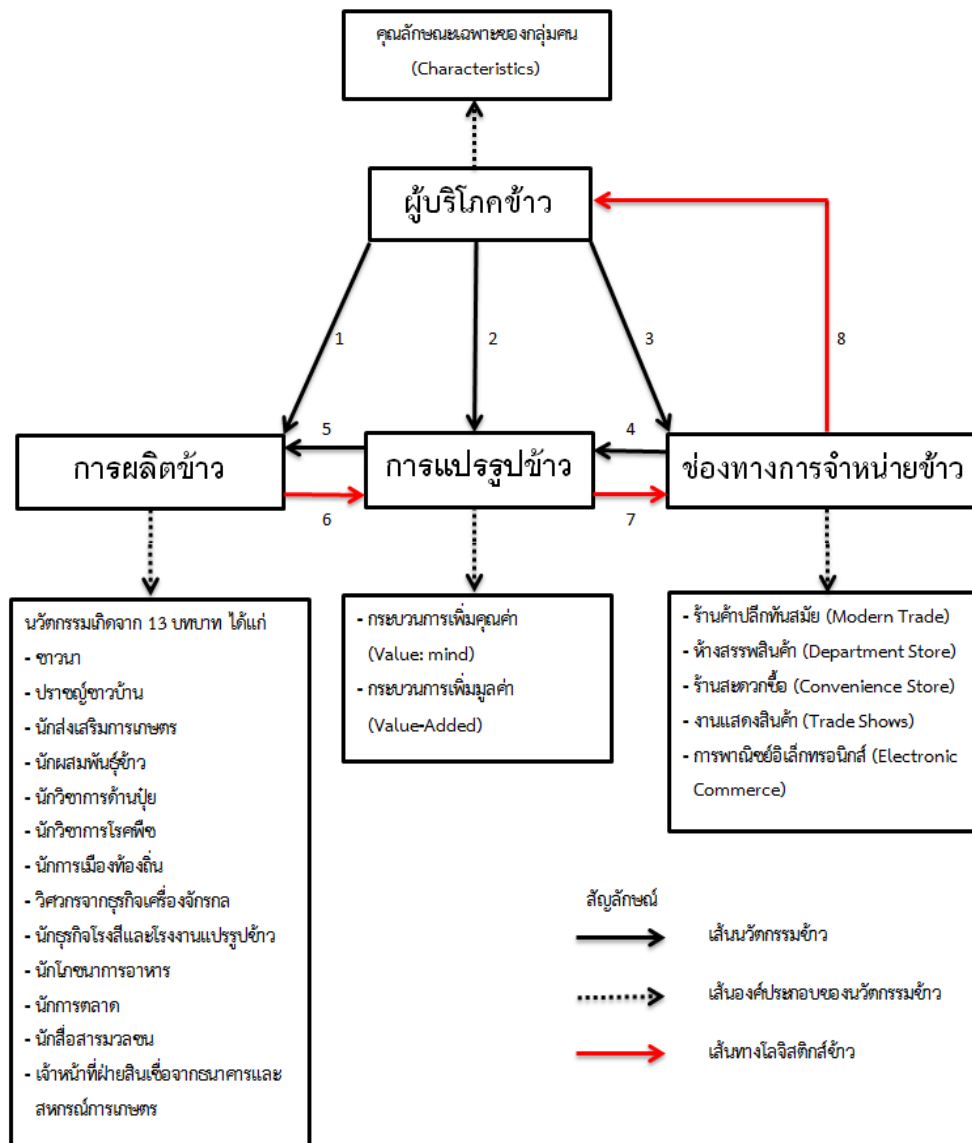 คุณลักษณะเฉพาะของกลุ่มคน
(Characteristics)
ผู้บริโภคข้าว
1
2
3
8
5
4
การผลิตข้าว
การแปรรูปข้าว
ช่องทางการจำหน่ายข้าว
6
7
นวัตกรรมเกิดจาก 13 บทบาท ได้แก่
- ชาวนา
- ปราชญ์ชาวบ้าน
- นักส่งเสริมการเกษตร
- นักผสมพันธุ์ข้าว
- นักวิชาการด้านปุ๋ย
- นักวิชาการโรคพืช
- นักการเมืองท้องถิ่น
- วิศวกรจากธุรกิจเครื่องจักรกล
- นักธุรกิจโรงสีและโรงงานแปรรูปข้าว
- นักโภชนาการอาหาร
- นักการตลาด
- นักสื่อสารมวลชน
- เจ้าหน้าที่ฝ่ายสินเชื่อจากธนาคารและ
สหกรณ์การเกษตร
- กระบวนการเพิ่มคุณค่า
(Value: mind)
- กระบวนการเพิ่มมูลค่า
(Value-Added)
- ร้านค้าปลีกทันสมัย (Modern Trade)
- ห้างสรรพสินค้า (Department Store)
- ร้านสะดวกซื้อ (Convenience Store)
- งานแสดงสินค้า (Trade Shows)
- การพาณิชย์อิเล็กทรอนิกส์ (Electronic
Commerce)
สัญลักษณ์
เส้นนวัตกรรมข้าว
เส้นองค์ประกอบของนวัตกรรมข้าว
เส้นทางโลจิสติกส์ข้าว